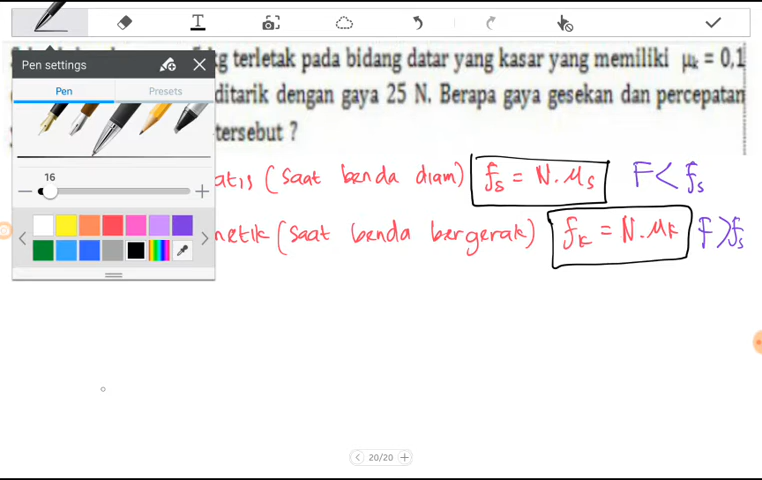 T
Pen settings
kg terletak pada bidang datar yang kasar yang memiliki μk = 0,1
Pen Presets
ditarik dengan gaya 25 N. Berapa gaya gesekan dan percepatan
tersebut ?
16
atis (saat benda diam) fs = N.μs F < fs
netik (saat benda bergerak) fk = N.μk F > fs
20/20